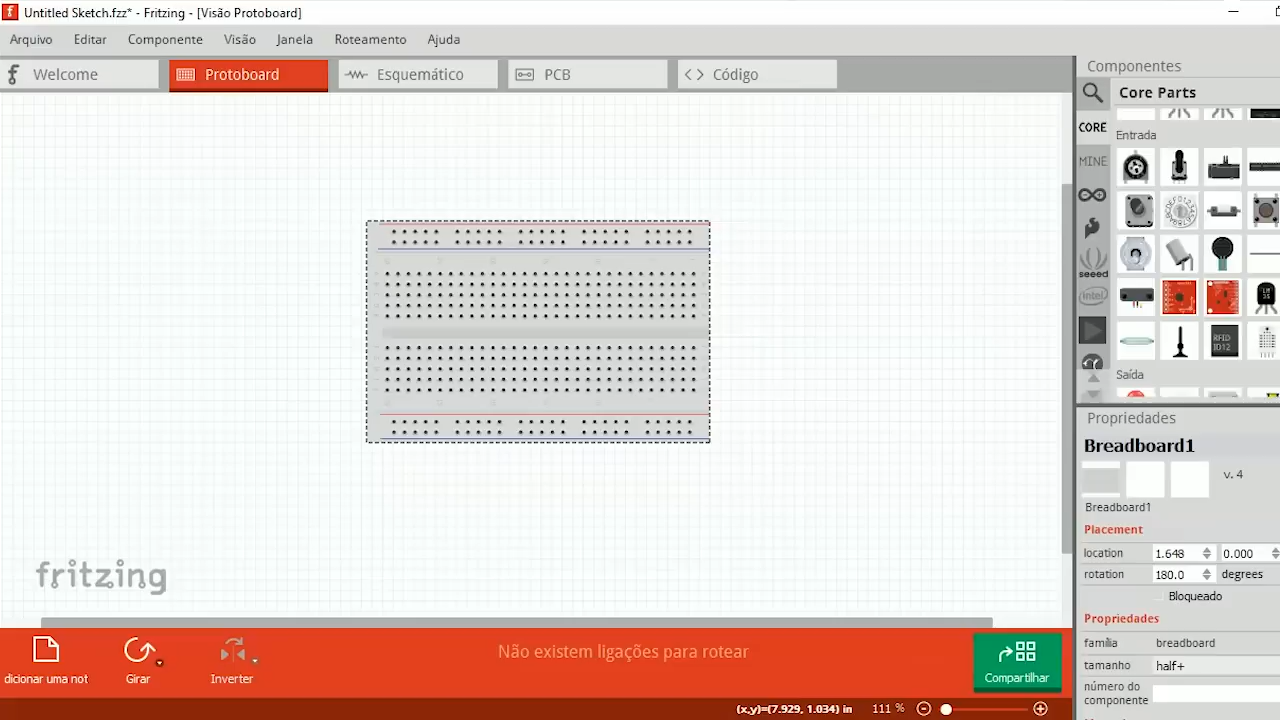 Untitled Sketch.fzz* - Fritzing - [Visão Protoboard]
Arquivo Editar Componente Visão Janela Roteamento Ajuda
Welcome Protoboard Esquemático PCB Código
Componentes
Core Parts
CORE
Entrada
MINE
seeed
intel
LM
35
RFID
ID12
Saída
Propriedades
Breadboard1
v. 4
Breadboard1
Placement
location 1.648 0.000
rotation 180.0 degrees
Bloqueado
Propriedades
família breadboard
tamanho half+
número do
componente
fritzing
dicionar uma not Girar Inverter
Não existem ligações para rotear
Compartilhar
(x,y)=(7.929, 1.034) in 111 %